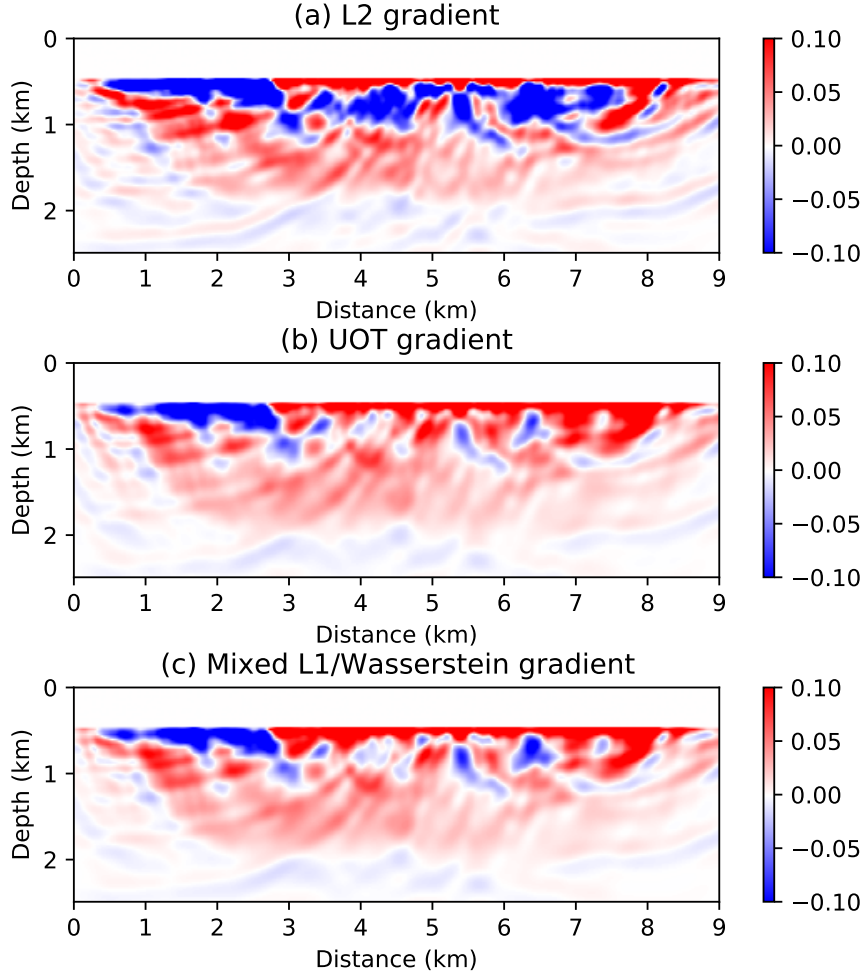 (a) L2 gradient
0
1
2
Depth (km)
0 1 2 3 4 5 6 7 8 9
Distance (km)
0.10
0.05
0.00
−0.05
−0.10
(b) UOT gradient
0
1
2
Depth (km)
0 1 2 3 4 5 6 7 8 9
Distance (km)
0.10
0.05
0.00
−0.05
−0.10
(c) Mixed L1/Wasserstein gradient
0
1
2
Depth (km)
0 1 2 3 4 5 6 7 8 9
Distance (km)
0.10
0.05
0.00
−0.05
−0.10